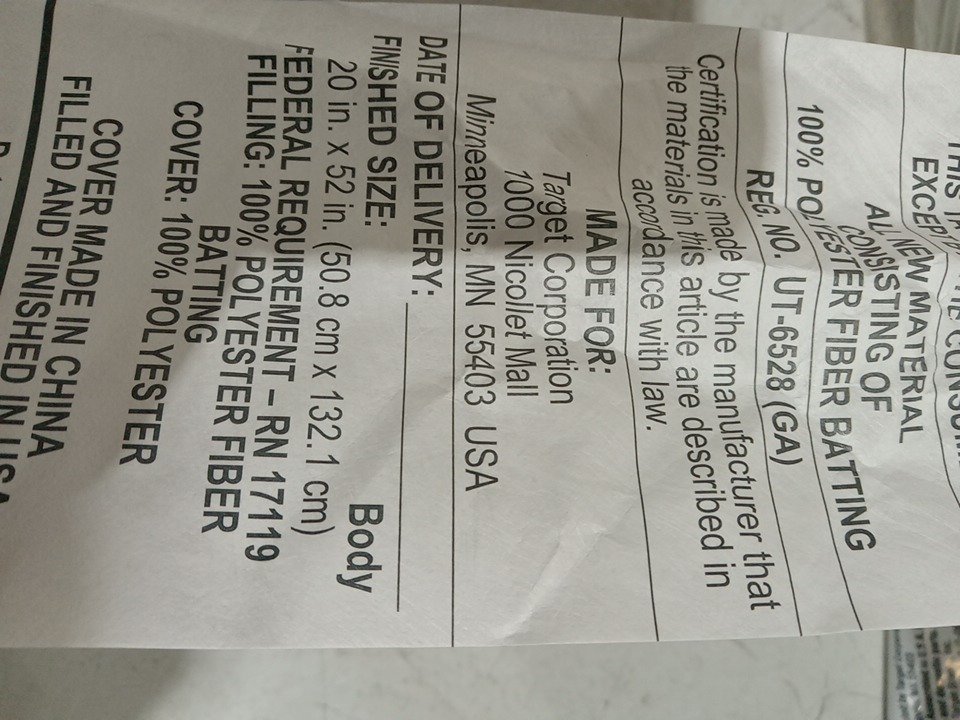 EXCEPT
ALL NEW MATERIAL
CONSISTING OF
100% POLYESTER FIBER BATTING
REG. NO. UT-6528 (GA)
Certification is made by the manufacturer that
the materials in this article are described in
accordance with law.
MADE FOR:
Target Corporation
1000 Nicollet Mall
Minneapolis, MN 55403 USA
DATE OF DELIVERY:
FINISHED SIZE: Body
20 in. x 52 in. (50.8 cm x 132.1 cm)
FEDERAL REQUIREMENT – RN 17119
FILLING: 100% POLYESTER FIBER
BATTING
COVER: 100% POLYESTER
COVER MADE IN CHINA
FILLED AND FINISHED IN USA